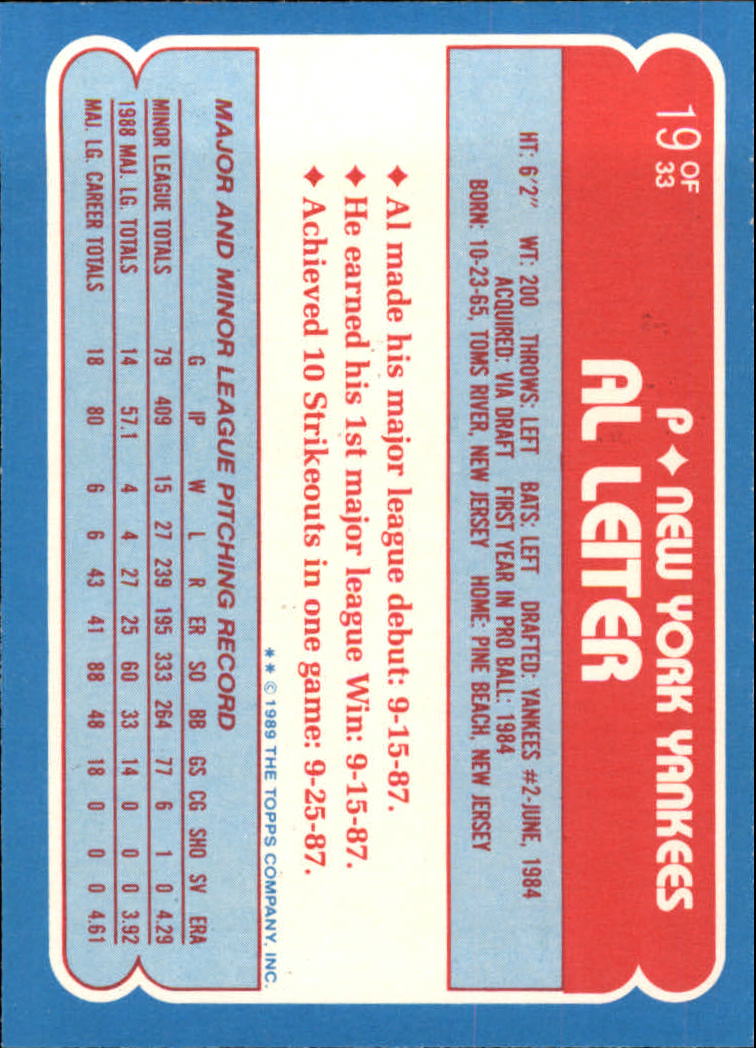 19 OF
33
P ♦ NEW YORK YANKEES
AL LEITER
HT: 6'2" WT: 200 THROWS: LEFT BATS: LEFT DRAFTED: YANKEES #2-JUNE, 1984
ACQUIRED: VIA DRAFT FIRST YEAR IN PRO BALL: 1984
BORN: 10-23-65, TOMS RIVER, NEW JERSEY HOME: PINE BEACH, NEW JERSEY
♦ Al made his major league debut: 9-15-87.
♦ He earned his 1st major league Win: 9-15-87.
♦ Achieved 10 Strikeouts in one game: 9-25-87.
** © 1989 THE TOPPS COMPANY, INC.
MAJOR AND MINOR LEAGUE PITCHING RECORD
G IP W L R ER SO BB GS CG SHO SV ERA
MINOR LEAGUE TOTALS 79 409 15 27 239 195 333 264 77 6 1 0 4.29
1988 MAJ. LG. TOTALS 14 57.1 4 4 27 25 60 33 14 0 0 0 3.92
MAJ. LG. CAREER TOTALS 18 80 6 6 43 41 88 48 18 0 0 0 4.61